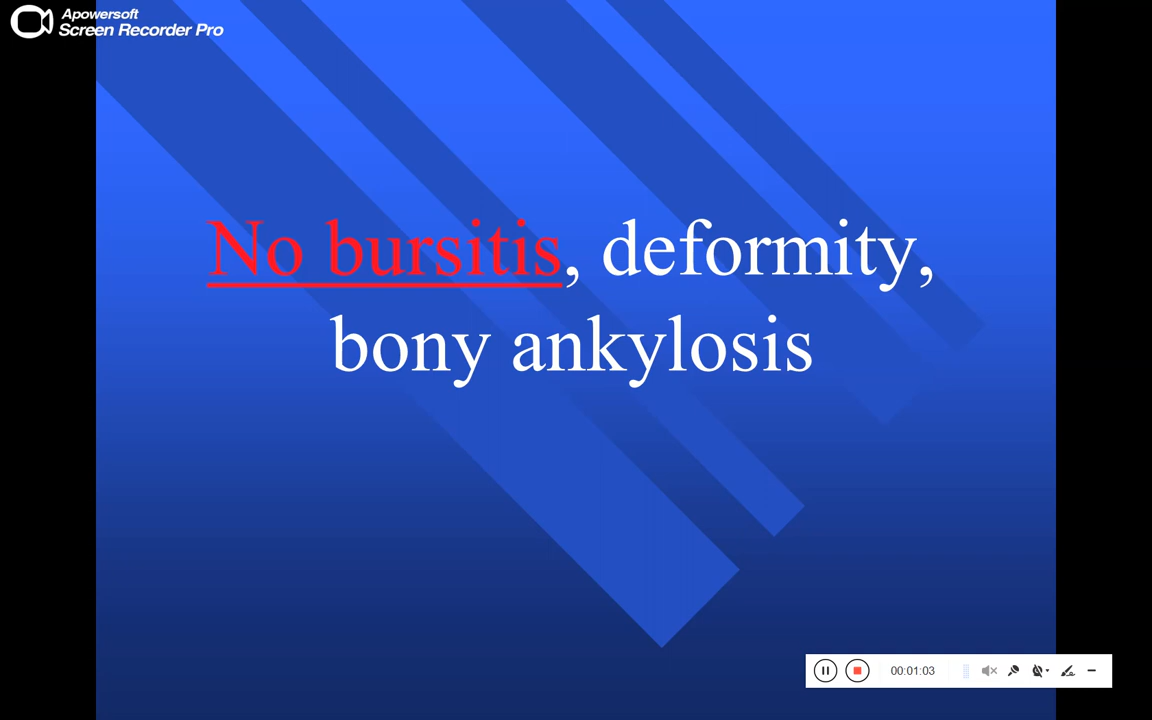 Apowersoft
Screen Recorder Pro
No bursitis, deformity,
bony ankylosis
00:01:03